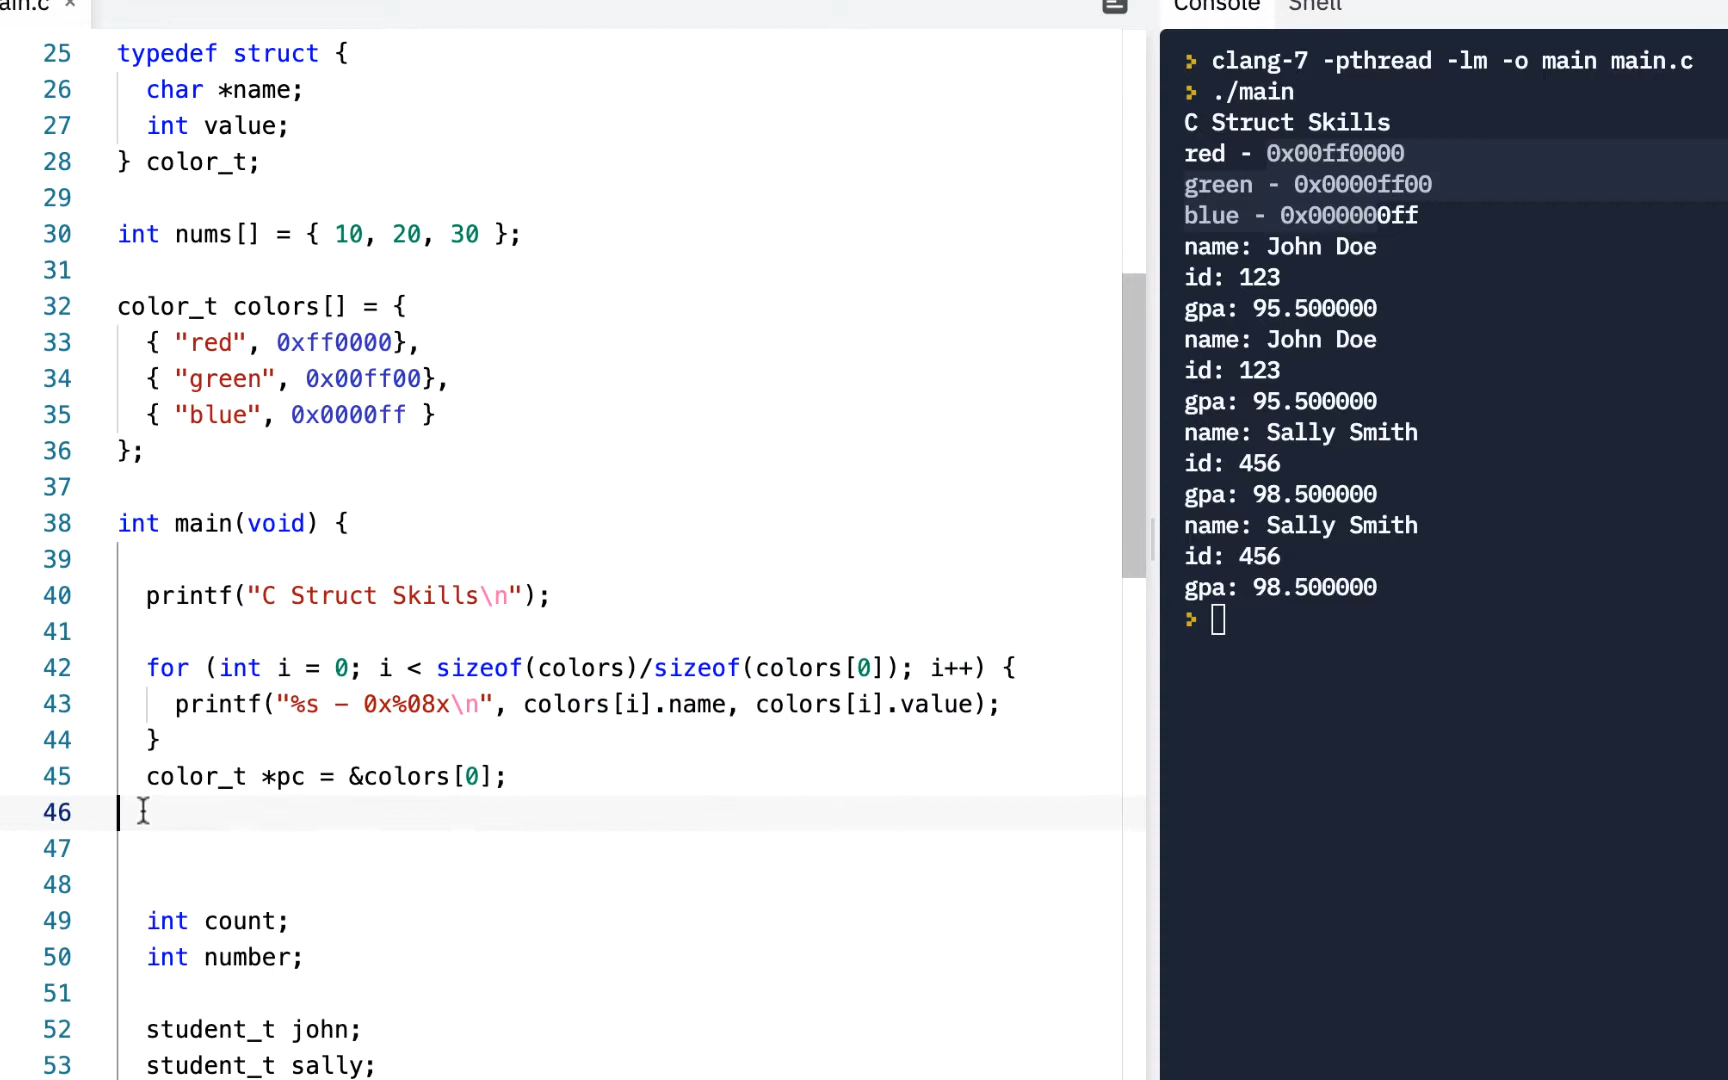 ain.c ×
Console Shell
25 typedef struct {
26 char *name;
27 int value;
28 } color_t;
29
30 int nums[] = { 10, 20, 30 };
31
32 color_t colors[] = {
33 { "red", 0xff0000},
34 { "green", 0x00ff00},
35 { "blue", 0x0000ff }
36 };
37
38 int main(void) {
39
40 printf("C Struct Skills\n");
41
42 for (int i = 0; i < sizeof(colors)/sizeof(colors[0]); i++) {
43 printf("%s – 0x%08x\n", colors[i].name, colors[i].value);
44 }
45 color_t *pc = &colors[0];
46
47
48
49 int count;
50 int number;
51
52 student_t john;
53 student_t sally;
clang-7 -pthread -lm -o main main.c
./main
C Struct Skills
red - 0x00ff0000
green - 0x0000ff00
blue - 0x000000ff
name: John Doe
id: 123
gpa: 95.500000
name: John Doe
id: 123
gpa: 95.500000
name: Sally Smith
id: 456
gpa: 98.500000
name: Sally Smith
id: 456
gpa: 98.500000